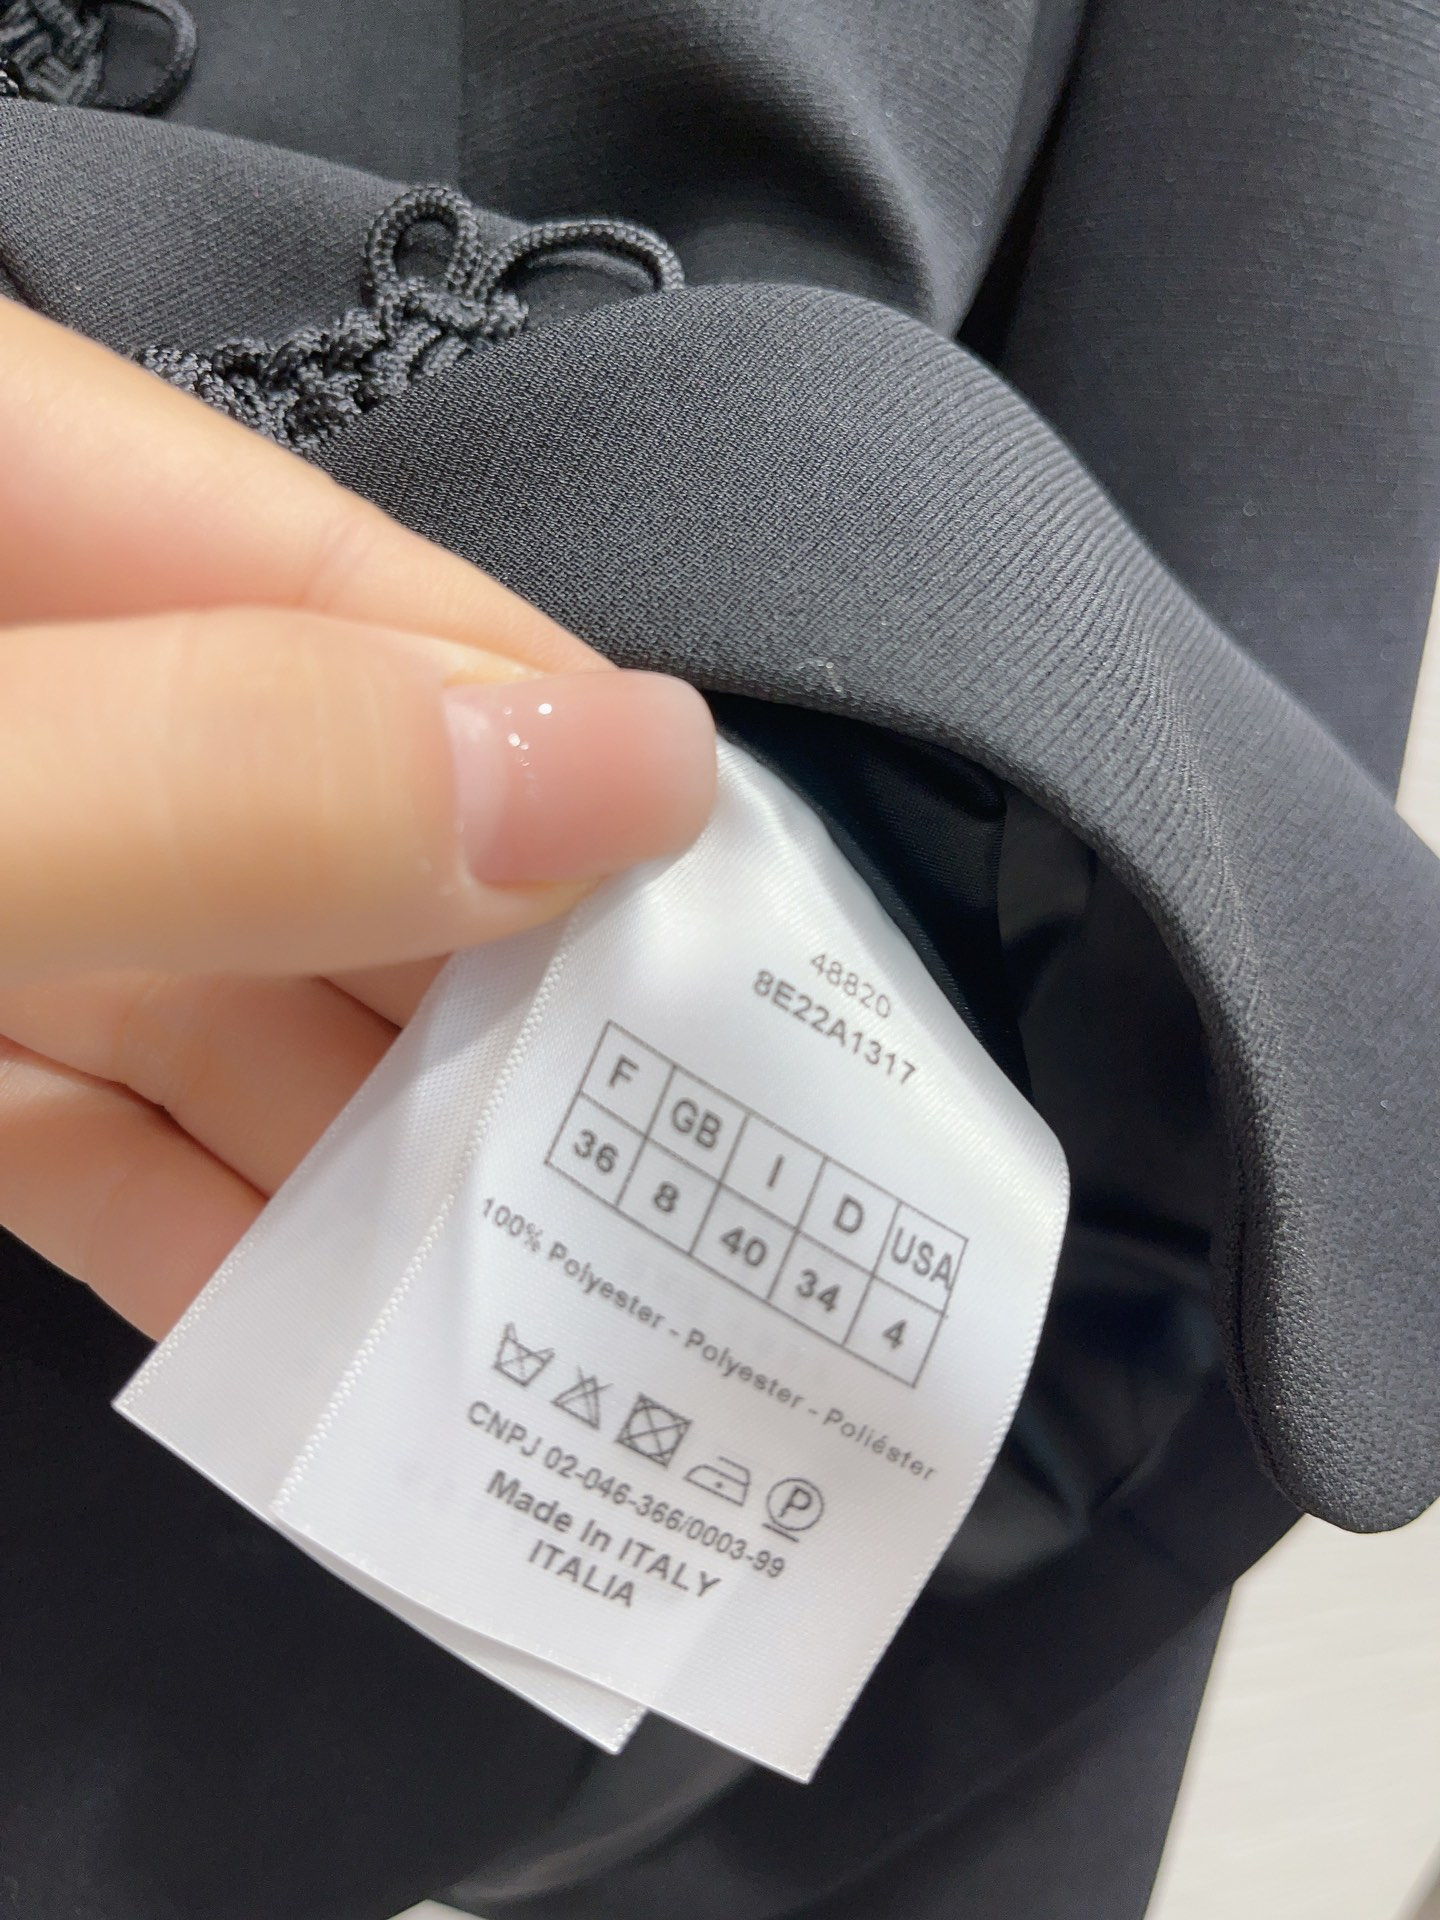 48820
8E22A1317
F GB I D USA
36 8 40 34 4
100% Polyester - Polyester - Poliéster
P
CNPJ 02-046-366/0003-99
Made In ITALY
ITALIA